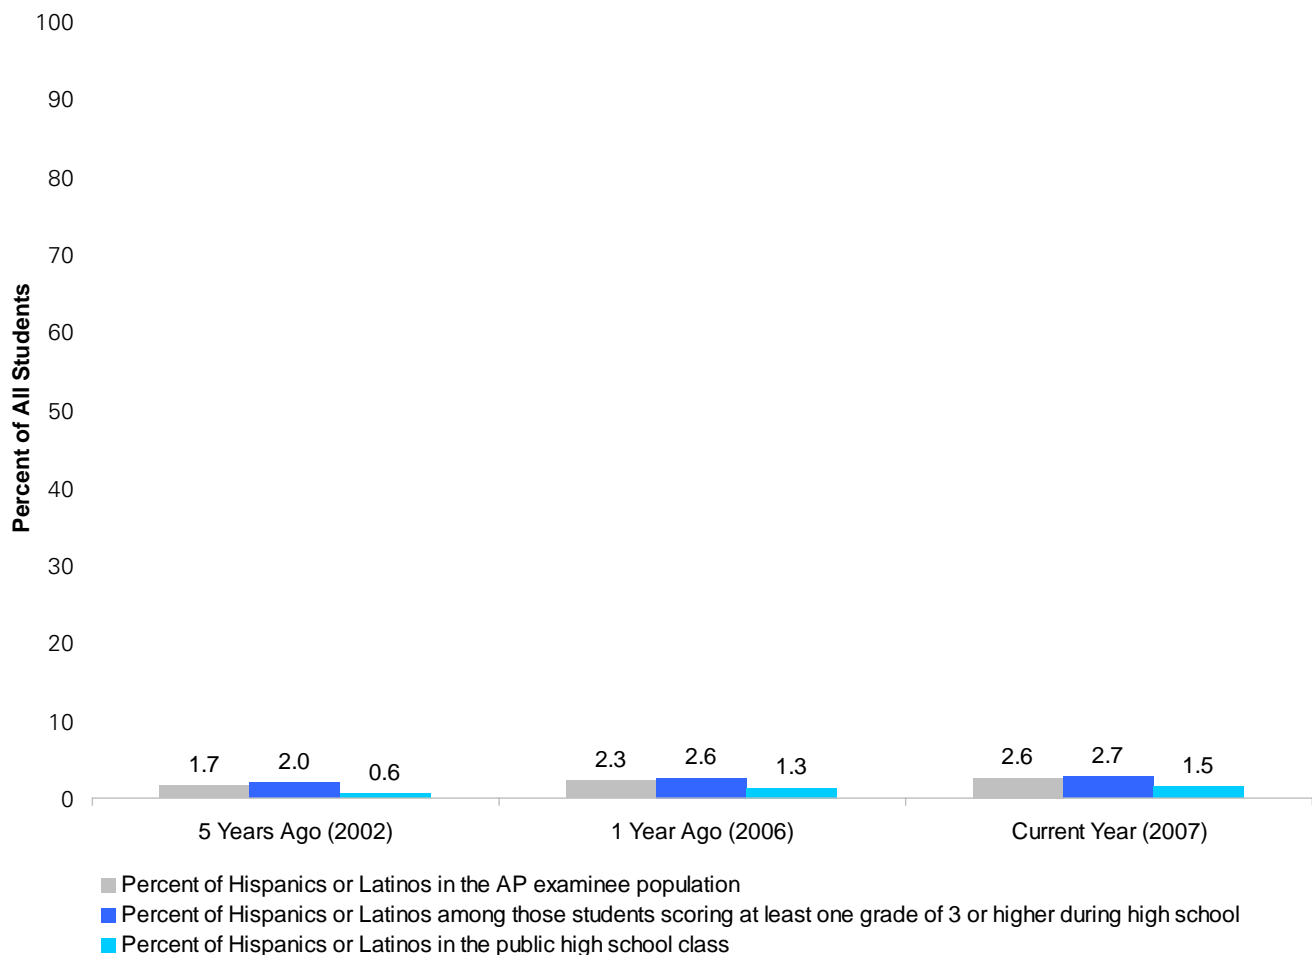 100
90
80
70
60
50
40
30
20
10
0
Percent of All Students
1.7 2.0 0.6 2.3 2.6 1.3 2.6 2.7 1.5
5 Years Ago (2002) 1 Year Ago (2006) Current Year (2007)
Percent of Hispanics or Latinos in the AP examinee population
Percent of Hispanics or Latinos among those students scoring at least one grade of 3 or higher during high school
Percent of Hispanics or Latinos in the public high school class